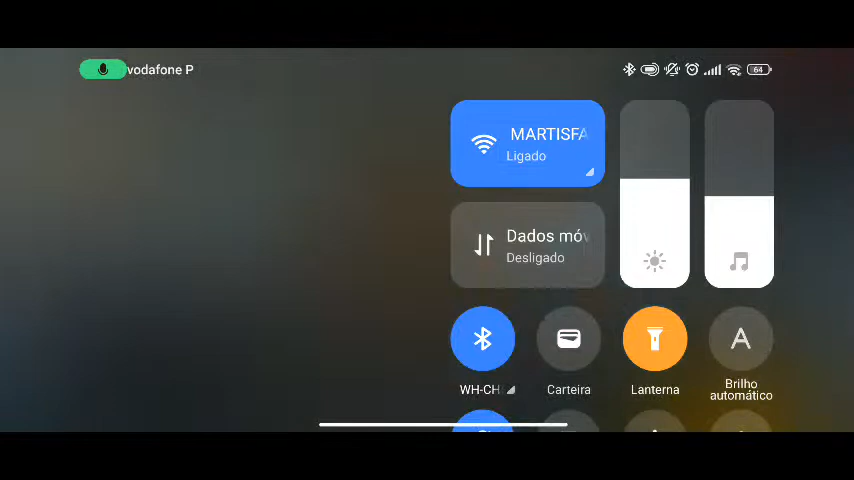 vodafone P
64
MARTISFA
Ligado
Dados móv
Desligado
WH-CH
Carteira
Lanterna
A
Brilho
automático